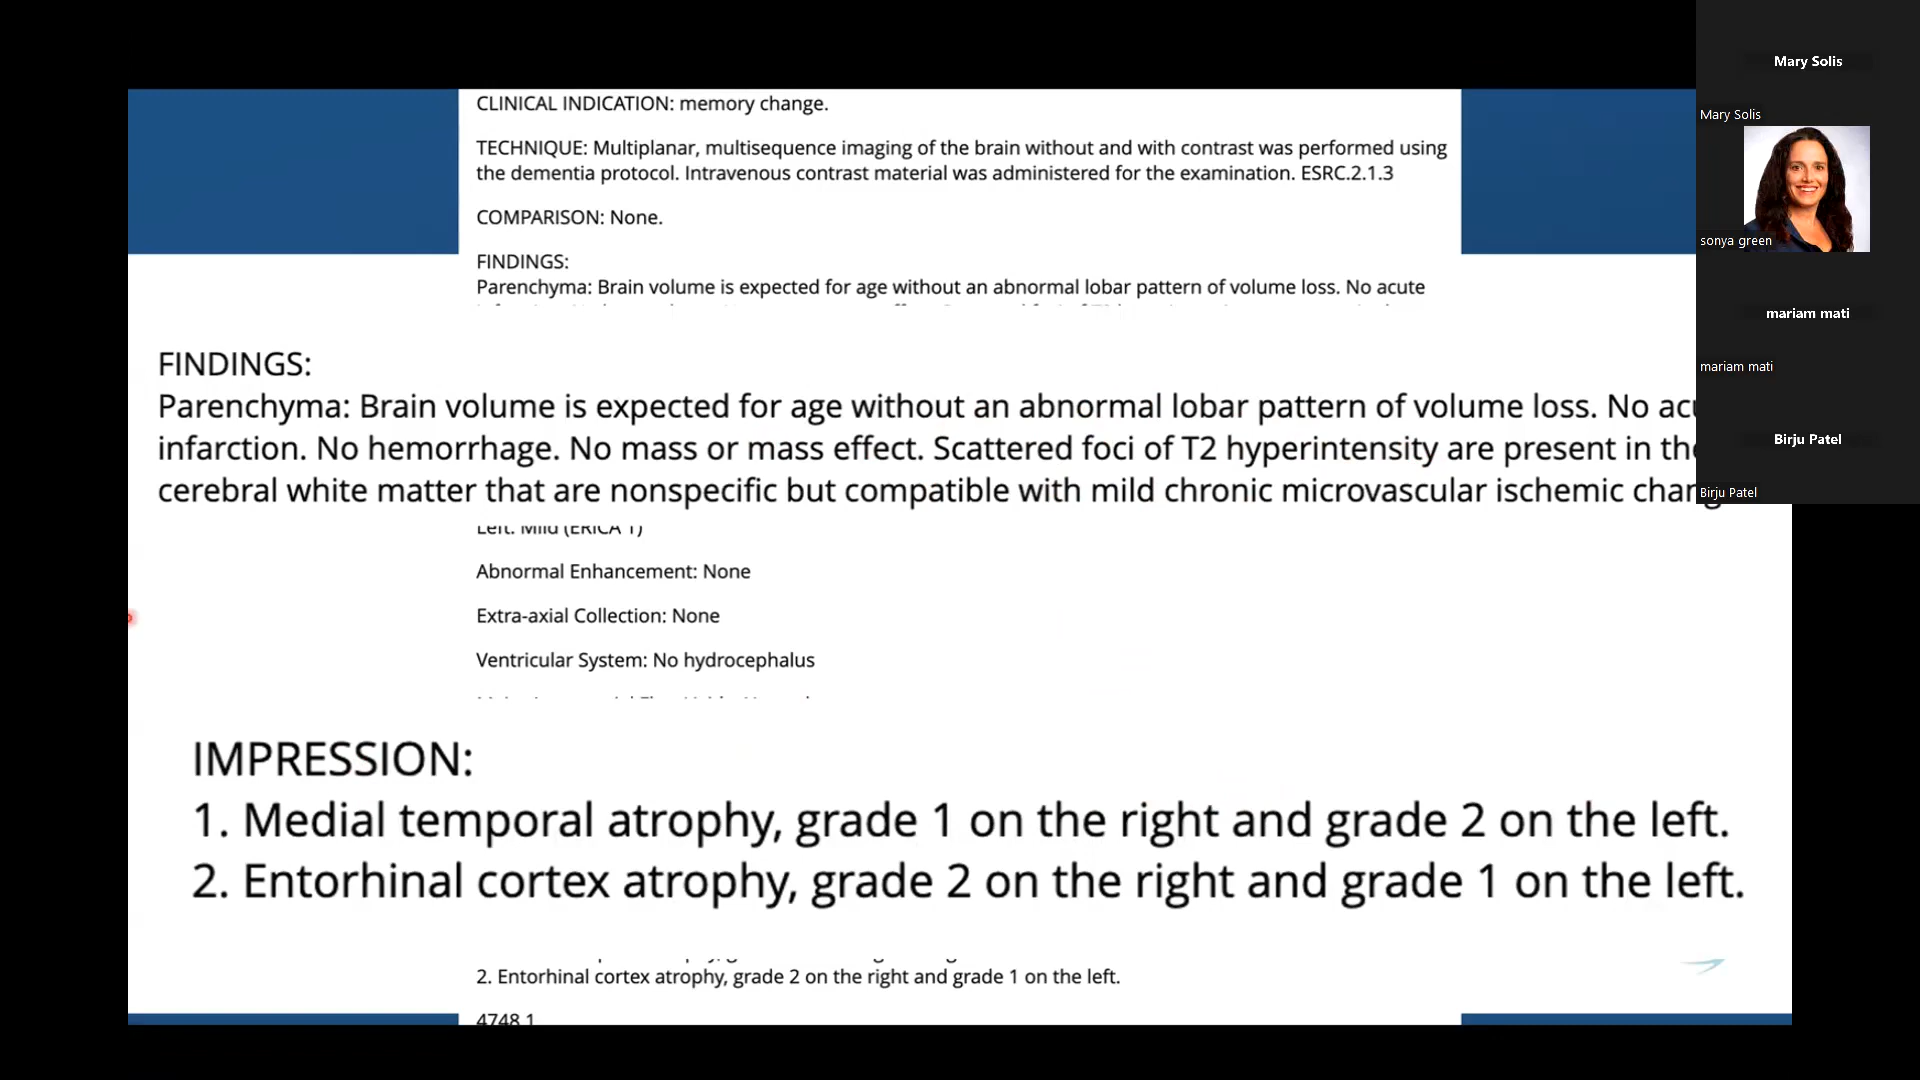 CLINICAL INDICATION: memory change.
TECHNIQUE: Multiplanar, multisequence imaging of the brain without and with contrast was performed using
the dementia protocol. Intravenous contrast material was administered for the examination. ESRC.2.1.3
COMPARISON: None.
FINDINGS:
Parenchyma: Brain volume is expected for age without an abnormal lobar pattern of volume loss. No acute
FINDINGS:
Parenchyma: Brain volume is expected for age without an abnormal lobar pattern of volume loss. No
infarction. No hemorrhage. No mass or mass effect. Scattered foci of T2 hyperintensity are present in
cerebral white matter that are nonspecific but compatible with mild chronic microvascular ischemic
Left: Mild (ERICA 1)
Abnormal Enhancement: None
Extra-axial Collection: None
Ventricular System: No hydrocephalus
IMPRESSION:
1. Medial temporal atrophy, grade 1 on the right and grade 2 on the left.
2. Entorhinal cortex atrophy, grade 2 on the right and grade 1 on the left.
2. Entorhinal cortex atrophy, grade 2 on the right and grade 1 on the left.
4748 1
Mary Solis
Mary Solis
sonya green
mariam mati
mariam mati
Birju Patel
Birju Patel